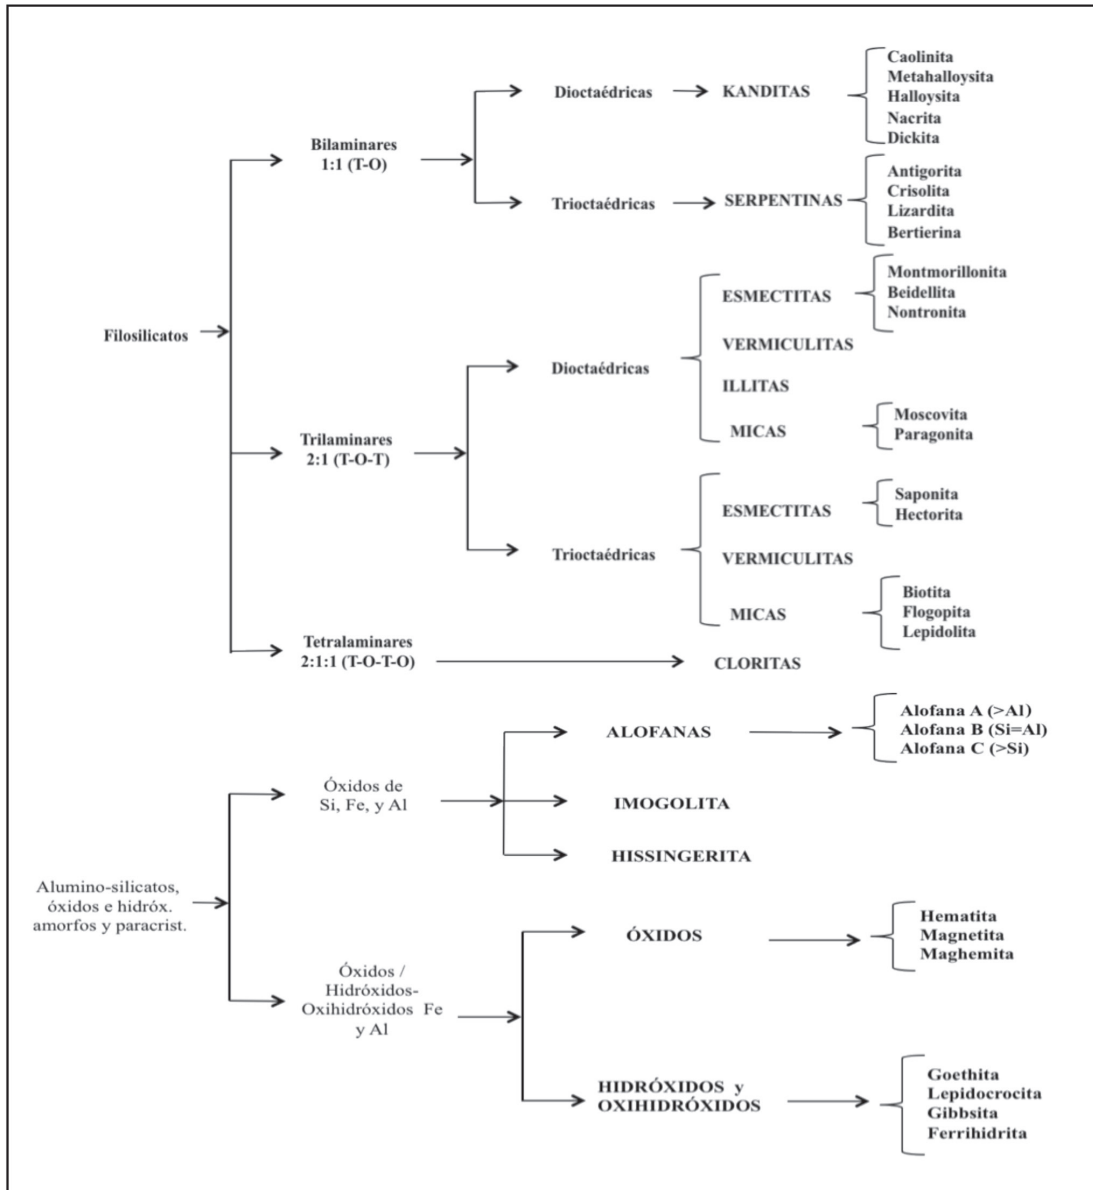 Filosilicatos
Bilaminares
1:1 (T-O)
Dioctaédricas
KANDITAS
Caolinita
Metahalloysita
Halloysita
Nacrita
Dickita
Trioctaédricas
SERPENTINAS
Antigorita
Crisolita
Lizardita
Bertierina
Trilaminares
2:1 (T-O-T)
Dioctaédricas
ESMECTITAS
Montmorillonita
Beidellita
Nontronita
VERMICULITAS
ILLITAS
MICAS
Moscovita
Paragonita
Trioctaédricas
ESMECTITAS
Saponita
Hectorita
VERMICULITAS
MICAS
Biotita
Flogopita
Lepidolita
Tetralaminares
2:1:1 (T-O-T-O)
CLORITAS
Alumino-silicatos,
óxidos e hidróx.
amorfos y paracrist.
Óxidos de
Si, Fe, y Al
ALOFANAS
Alofana A (>Al)
Alofana B (Si=Al)
Alofana C (>Si)
IMOGOLITA
HISSINGERITA
Óxidos /
Hidróxidos-
Oxihidróxidos Fe
y Al
ÓXIDOS
Hematita
Magnetita
Maghemita
HIDRÓXIDOS y
OXIHIDRÓXIDOS
Goethita
Lepidocrocita
Gibbsita
Ferrihidrita